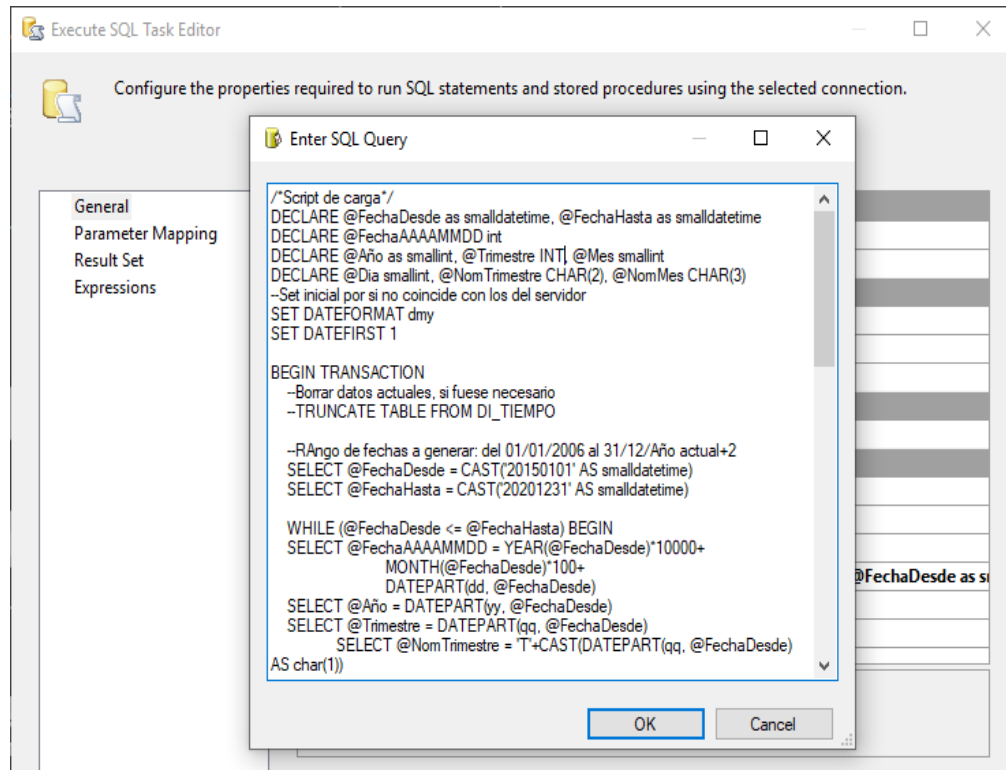 Execute SQL Task Editor
Configure the properties required to run SQL statements and stored procedures using the selected connection.
Enter SQL Query
General
Parameter Mapping
Result Set
Expressions
/*Script de carga*/
DECLARE @FechaDesde as smalldatetime, @FechaHasta as smalldatetime
DECLARE @FechaAAAAMMDD int
DECLARE @Año as smallint, @Trimestre INT, @Mes smallint
DECLARE @Dia smallint, @NomTrimestre CHAR(2), @NomMes CHAR(3)
--Set inicial por si no coincide con los del servidor
SET DATEFORMAT dmy
SET DATEFIRST 1
BEGIN TRANSACTION
--Borrar datos actuales, si fuese necesario
--TRUNCATE TABLE FROM DI_TIEMPO
--RAngo de fechas a generar: del 01/01/2006 al 31/12/Año actual+2
SELECT @FechaDesde = CAST('20150101' AS smalldatetime)
SELECT @FechaHasta = CAST('20201231' AS smalldatetime)
WHILE (@FechaDesde <= @FechaHasta) BEGIN
SELECT @FechaAAAAMMDD = YEAR(@FechaDesde)*10000+
MONTH(@FechaDesde)*100+
DATEPART(dd, @FechaDesde)
SELECT @Año = DATEPART(yy, @FechaDesde)
SELECT @Trimestre = DATEPART(qq, @FechaDesde)
SELECT @NomTrimestre = 'T'+CAST(DATEPART(qq, @FechaDesde)
AS char(1))
@FechaDesde as s
OK
Cancel